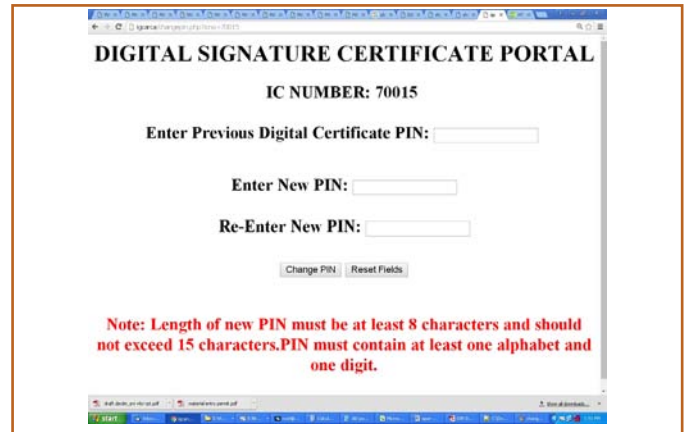 DIGITAL SIGNATURE CERTIFICATE PORTAL
IC NUMBER: 70015
Enter Previous Digital Certificate PIN:
Enter New PIN:
Re-Enter New PIN:
Change PIN Reset Fields
Note: Length of new PIN must be at least 8 characters and should
not exceed 15 characters.PIN must contain at least one alphabet and
one digit.
start